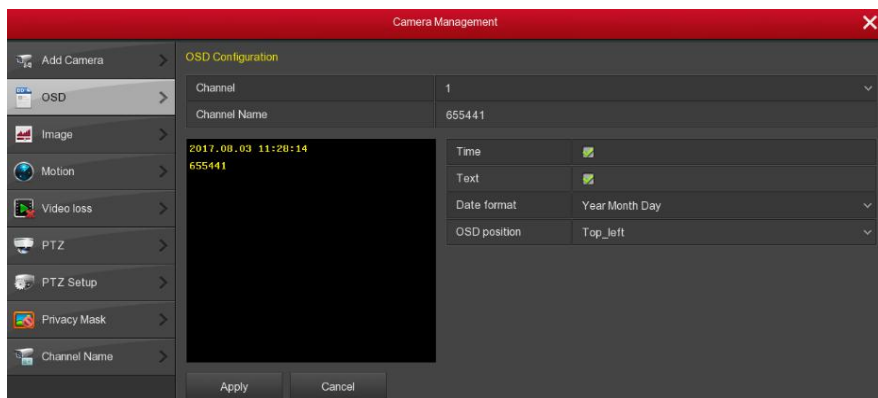 Camera Management
Add Camera
OSD
Image
Motion
Video loss
PTZ
PTZ Setup
Privacy Mask
Channel Name
OSD Configuration
Channel 1
Channel Name 655441
2017.08.03 11:28:14
655441
Time
Text
Date format Year Month Day
OSD position Top_left
Apply Cancel